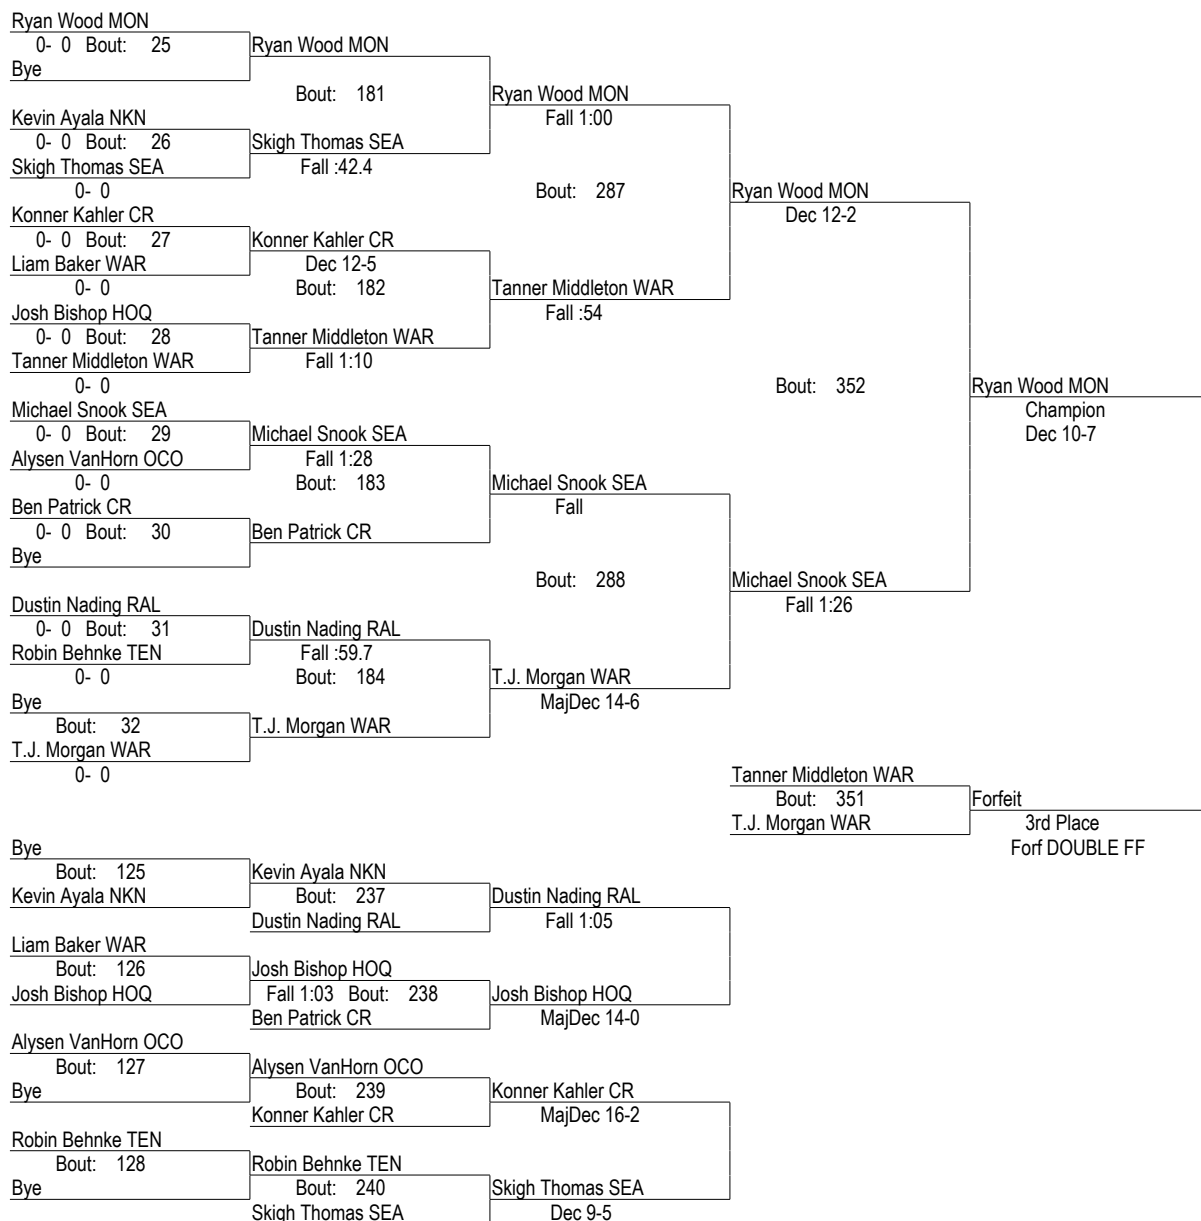 Ryan Wood MON
0- 0 Bout: 25 Ryan Wood MON
Bye
Bout: 181 Ryan Wood MON
Kevin Ayala NKN Fall 1:00
0- 0 Bout: 26 Skigh Thomas SEA
Skigh Thomas SEA Fall :42.4
0- 0 Bout: 287 Ryan Wood MON
Konner Kahler CR Dec 12-2
0- 0 Bout: 27 Konner Kahler CR
Liam Baker WAR Dec 12-5
0- 0 Bout: 182 Tanner Middleton WAR
Josh Bishop HOQ Fall :54
0- 0 Bout: 28 Tanner Middleton WAR
Tanner Middleton WAR Fall 1:10
0- 0 Bout: 352 Ryan Wood MON
Michael Snook SEA Champion
0- 0 Bout: 29 Michael Snook SEA Dec 10-7
Alysen VanHorn OCO Fall 1:28
0- 0 Bout: 183 Michael Snook SEA
Ben Patrick CR Fall
0- 0 Bout: 30 Ben Patrick CR
Bye
Bout: 288 Michael Snook SEA
Dustin Nading RAL Fall 1:26
0- 0 Bout: 31 Dustin Nading RAL
Robin Behnke TEN Fall :59.7
0- 0 Bout: 184 T.J. Morgan WAR
Bye MajDec 14-6
Bout: 32 T.J. Morgan WAR
T.J. Morgan WAR
0- 0 Tanner Middleton WAR
Bout: 351 Forfeit
T.J. Morgan WAR 3rd Place
Bye Forf DOUBLE FF
Bout: 125 Kevin Ayala NKN
Kevin Ayala NKN Bout: 237 Dustin Nading RAL
Dustin Nading RAL Fall 1:05
Liam Baker WAR
Bout: 126 Josh Bishop HOQ
Josh Bishop HOQ Fall 1:03 Bout: 238 Josh Bishop HOQ
Ben Patrick CR MajDec 14-0
Alysen VanHorn OCO
Bout: 127 Alysen VanHorn OCO
Bye Bout: 239 Konner Kahler CR
Konner Kahler CR MajDec 16-2
Robin Behnke TEN
Bout: 128 Robin Behnke TEN
Bye Bout: 240 Skigh Thomas SEA
Skigh Thomas SEA Dec 9-5